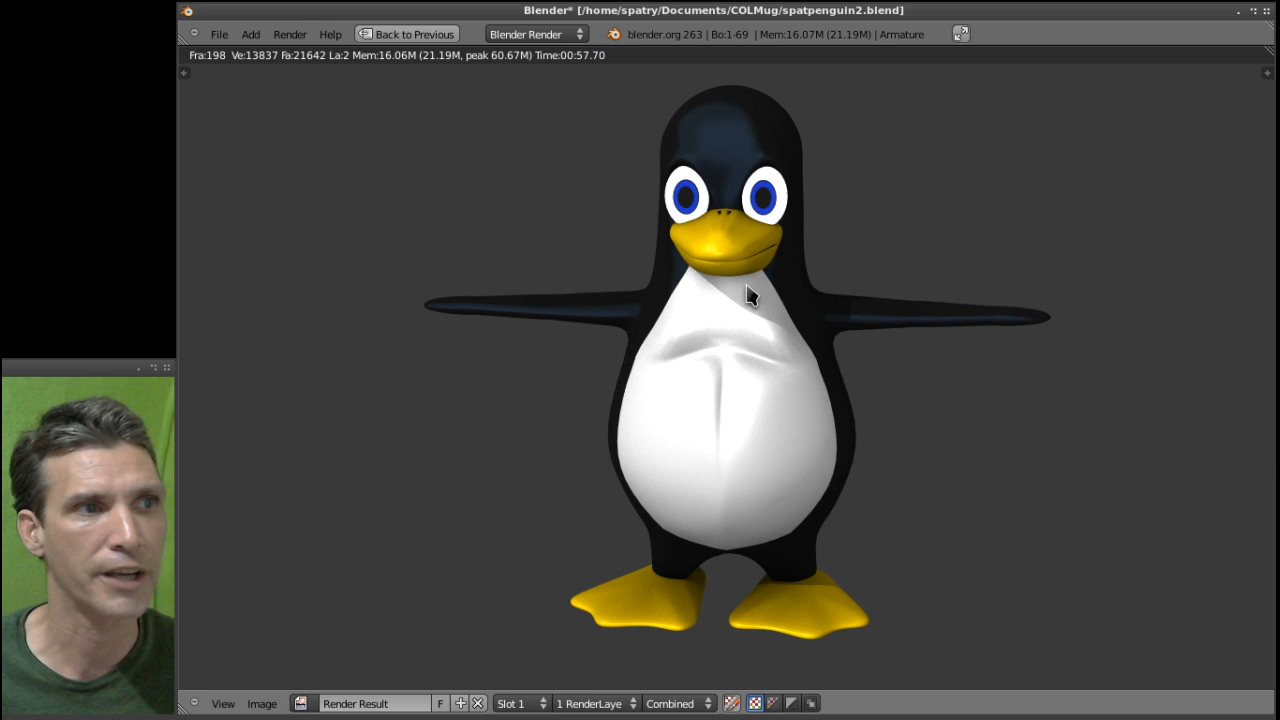 Blender* [/home/spatry/Documents/COLMug/spatpenguin2.blend]
File Add Render Help Back to Previous Blender Render blender.org 263 | Bo:1-69 | Mem:16.07M (21.19M) | Armature
Fra:198 Ve:13837 Fa:21642 La:2 Mem:16.06M (21.19M, peak 60.67M) Time:00:57.70
View Image Render Result F Slot 1 1 RenderLaye Combined